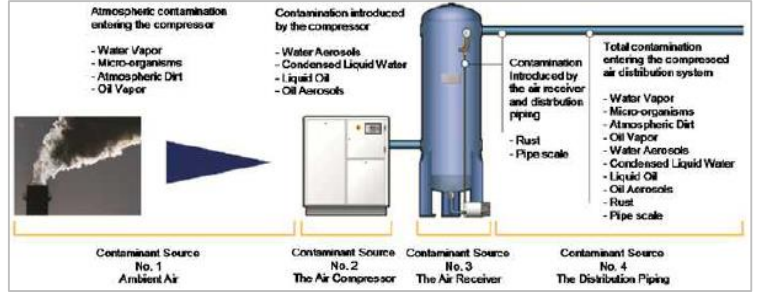 Atmospheric contamination
entering the compressor
- Water Vapor
- Micro-organisms
- Atmospheric Dirt
- Oil Vapor
Contamination introduced
by the compressor
- Water Aerosols
- Condensed Liquid Water
- Liquid Oil
- Oil Aerosols
Contamination
Introduced by
the air receiver
and distrbution
piping
- Rust
- Pipe scale
Total contamination
entering the compressed
air distribution system
- Water Vapor
- Micro-organisms
- Atmospheric Dirt
- Oil Vapor
- Water Aerosols
- Condensed Liquid Water
- Liquid Oil
- Oil Aerosols
- Rust
- Pipe scale
Contaminant Source
No. 1
Ambient Air
Contaminant Source
No. 2
The Air Compressor
Contaminant Source
No. 3
The Air Receiver
Contaminant Source
No. 4
The Distribution Piping